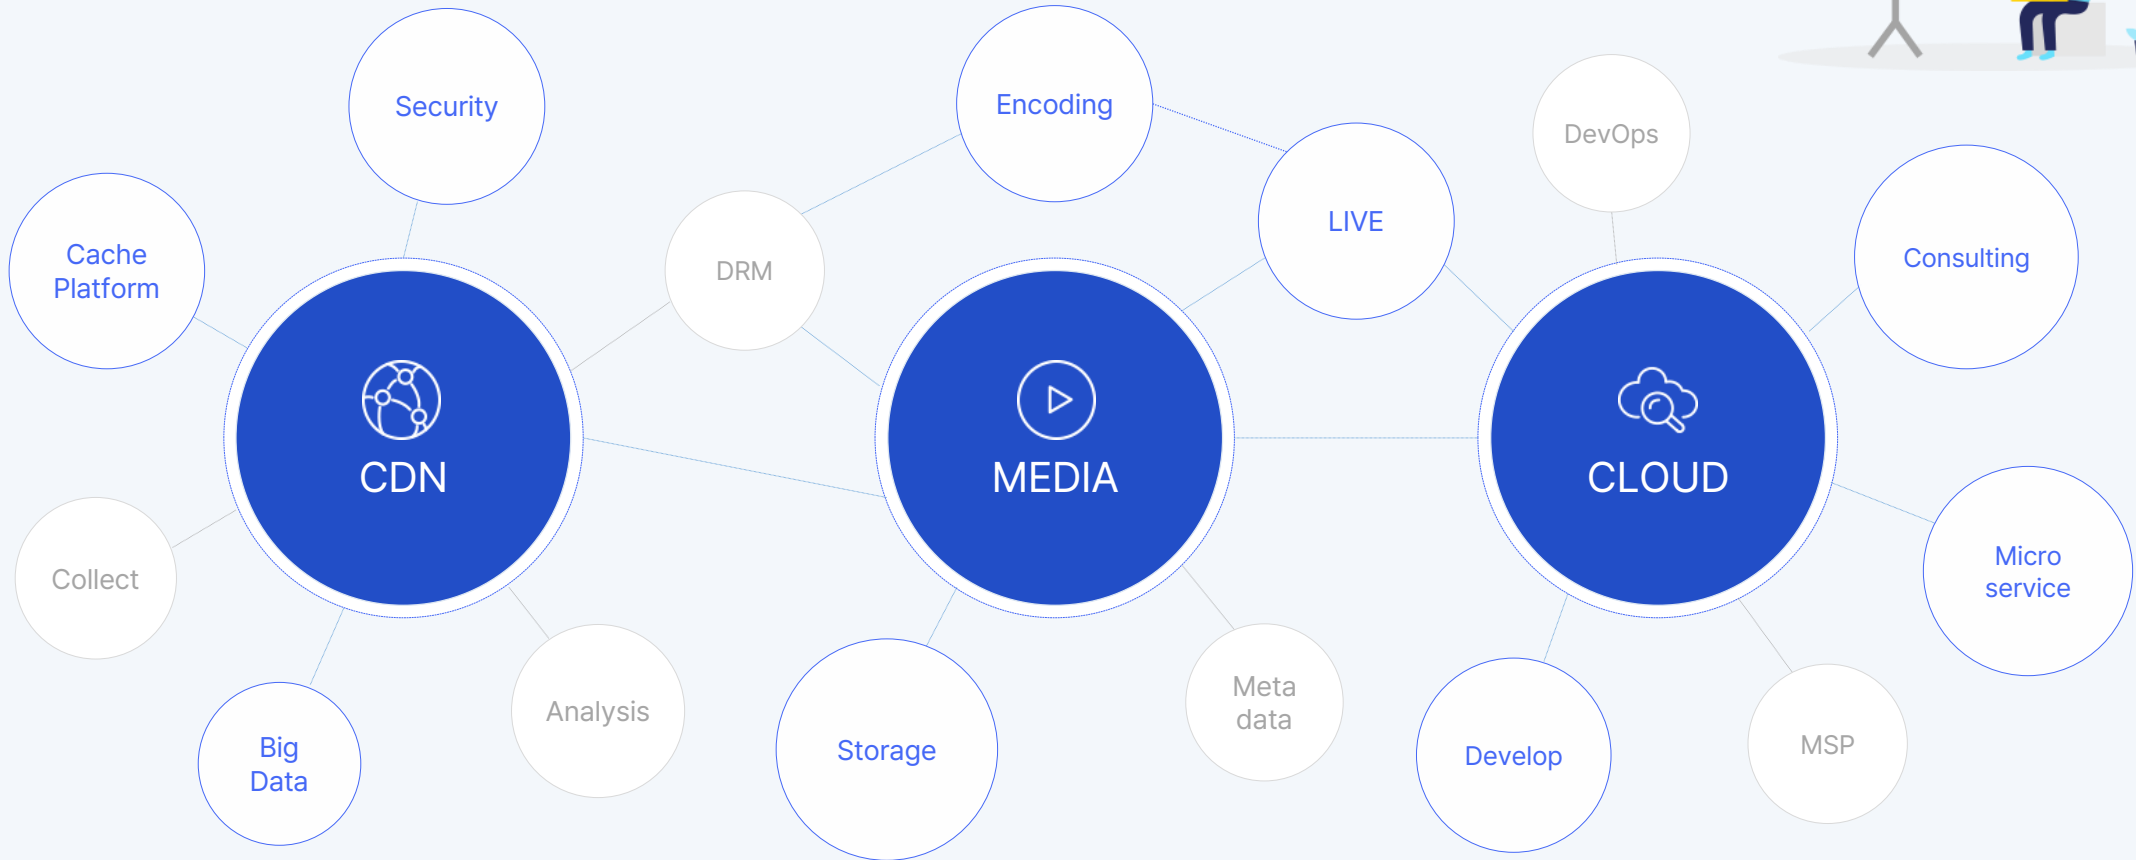 Security
Encoding
DevOps
LIVE
Cache
Platform
DRM
Consulting
CDN
MEDIA
CLOUD
Collect
Micro
service
Analysis
Meta
data
Big
Data
Storage
Develop
MSP